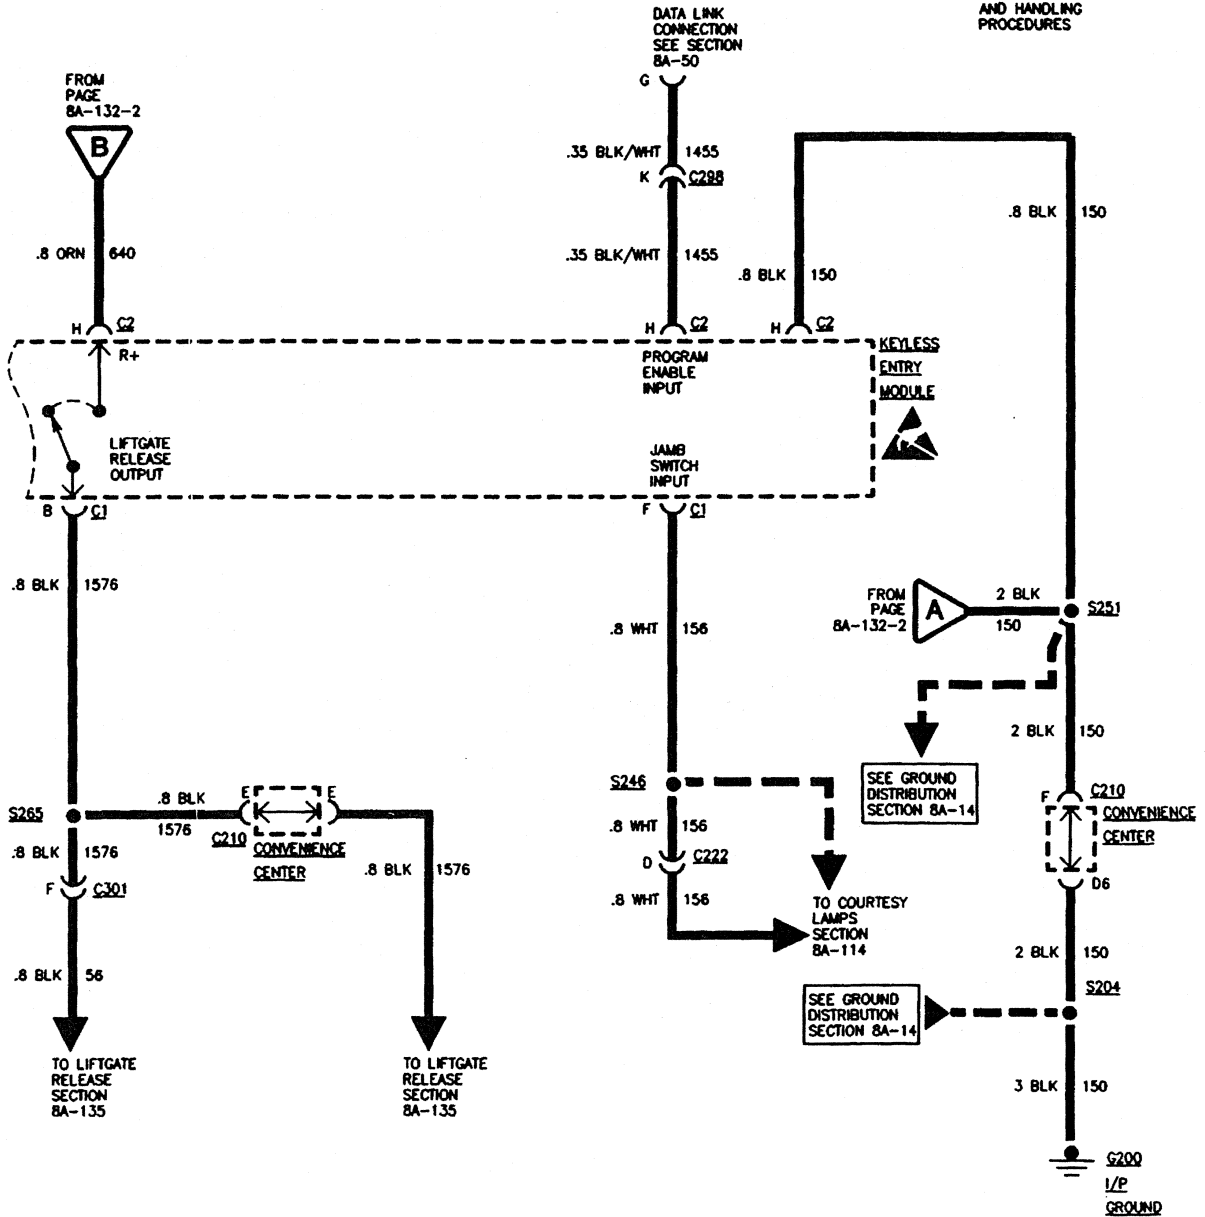 AND HANDLING
PROCEDURES
DATA LINK
CONNECTION
SEE SECTION
8A-50
G
FROM
PAGE
8A-132-2
B
.35 BLK/WHT 1455
K C298
.8 BLK 150
.8 ORN 640
.35 BLK/WHT 1455
.8 BLK 150
H C2
H C2
H C2
R+
PROGRAM
ENABLE
INPUT
KEYLESS
ENTRY
MODULE
LIFTGATE
RELEASE
OUTPUT
JAMB
SWITCH
INPUT
B C1
F C1
.8 BLK 1576
FROM
PAGE
8A-132-2
A
2 BLK
150
S251
.8 WHT 156
2 BLK 150
SEE GROUND
DISTRIBUTION
SECTION 8A-14
S246
S265
.8 BLK
1576
E E
C210
CONVENIENCE
CENTER
F C210
CONVENIENCE
CENTER
.8 WHT 156
.8 BLK 1576
D C222
.8 BLK 1576
F C301
D6
.8 WHT 156
TO COURTESY
LAMPS
SECTION
8A-114
2 BLK 150
.8 BLK 56
S204
SEE GROUND
DISTRIBUTION
SECTION 8A-14
TO LIFTGATE
RELEASE
SECTION
8A-135
TO LIFTGATE
RELEASE
SECTION
8A-135
3 BLK 150
G200
I/P
GROUND